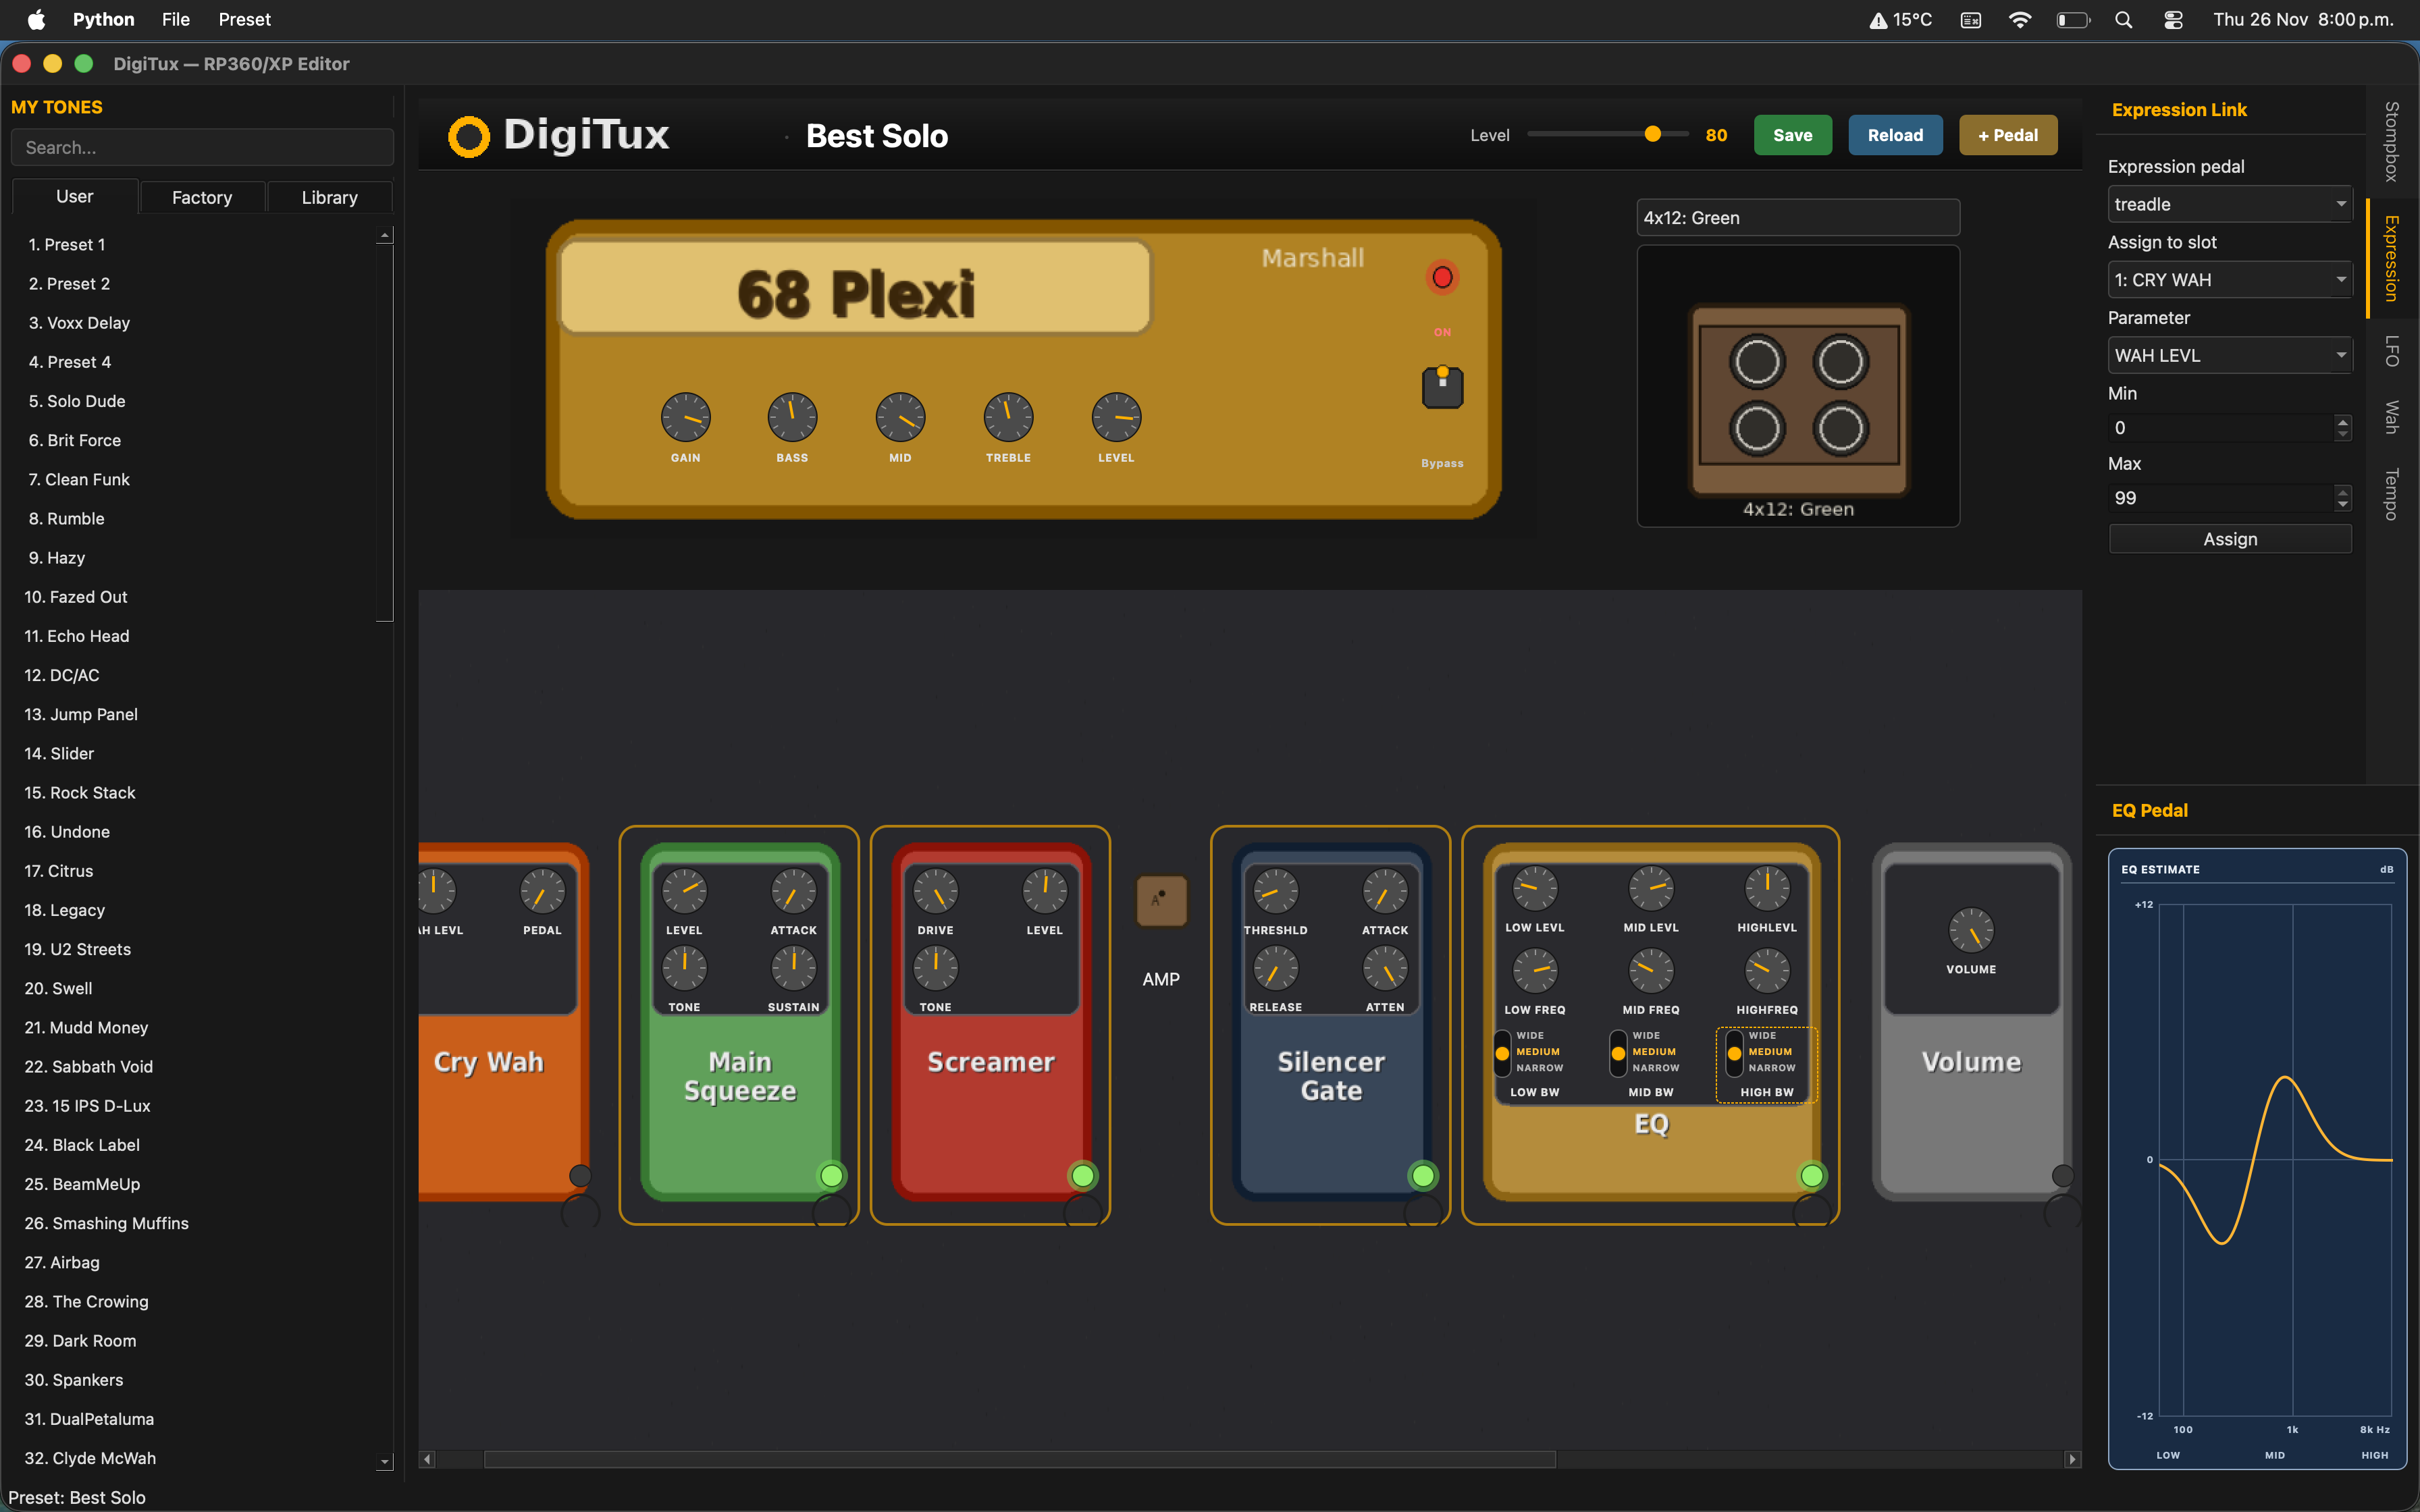 Python File Preset
15°C Thu 26 Nov 8:00 p.m.
DigiTux — RP360/XP Editor
MY TONES
Search...
User Factory Library
1. Preset 1
2. Preset 2
3. Voxx Delay
4. Preset 4
5. Solo Dude
6. Brit Force
7. Clean Funk
8. Rumble
9. Hazy
10. Fazed Out
11. Echo Head
12. DC/AC
13. Jump Panel
14. Slider
15. Rock Stack
16. Undone
17. Citrus
18. Legacy
19. U2 Streets
20. Swell
21. Mudd Money
22. Sabbath Void
23. 15 IPS D-Lux
24. Black Label
25. BeamMeUp
26. Smashing Muffins
27. Airbag
28. The Crowing
29. Dark Room
30. Spankers
31. DualPetaluma
32. Clyde McWah
Preset: Best Solo
DigiTux · Best Solo
Level 80 Save Reload + Pedal
68 Plexi
Marshall
ON
Bypass
GAIN BASS MID TREBLE LEVEL
4x12: Green
4x12: Green
AH LEVL PEDAL
Cry Wah
LEVEL ATTACK
TONE SUSTAIN
Main
Squeeze
DRIVE LEVEL
TONE
Screamer
A
AMP
THRESHLD ATTACK
RELEASE ATTEN
Silencer
Gate
LOW LEVL MID LEVL HIGHLEVL
LOW FREQ MID FREQ HIGHFREQ
WIDE WIDE WIDE
MEDIUM MEDIUM MEDIUM
NARROW NARROW NARROW
LOW BW MID BW HIGH BW
EQ
VOLUME
Volume
Expression Link
Expression pedal
treadle
Assign to slot
1: CRY WAH
Parameter
WAH LEVL
Min
0
Max
99
Assign
Stompbox
Expression
LFO
Wah
Tempo
EQ Pedal
EQ ESTIMATE dB
+12
0
-12
100 1k 8k Hz
LOW MID HIGH